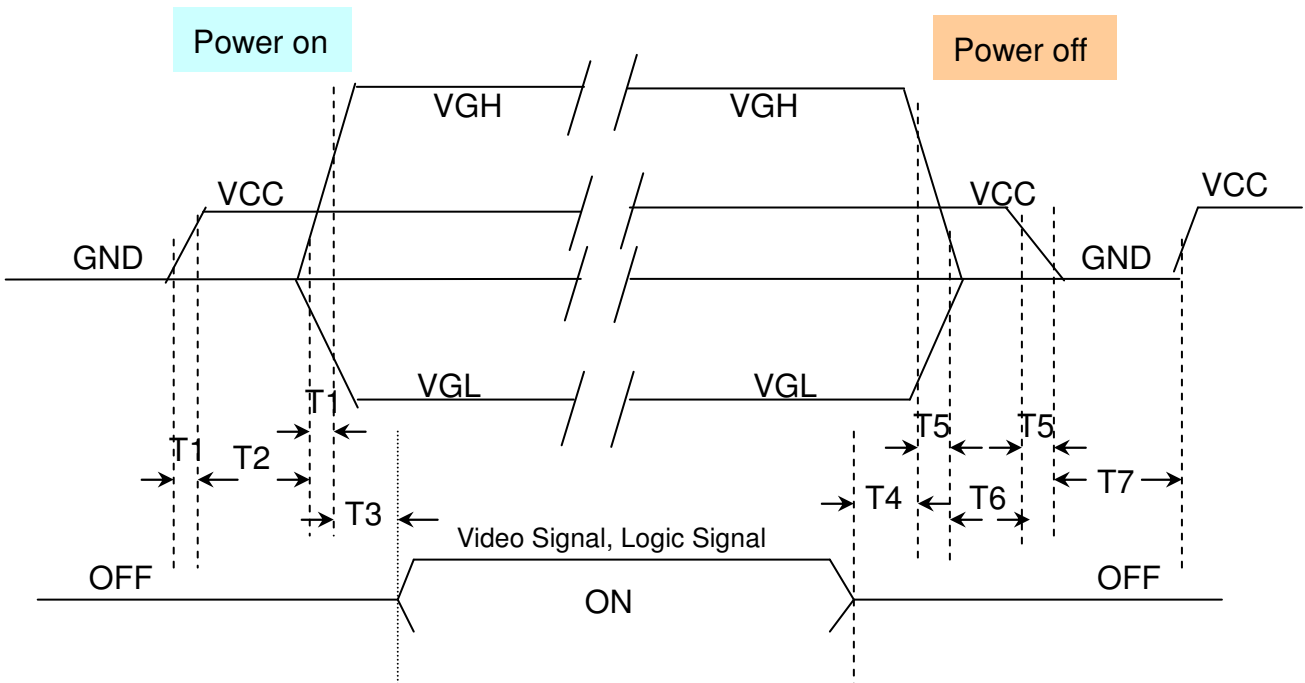 Power on
Power off
VGH
VGH
VCC
VCC
VCC
GND
GND
VGL
VGL
T1
T5
T5
T1
T2
T7
T3
T4
T6
Video Signal, Logic Signal
OFF
ON
OFF